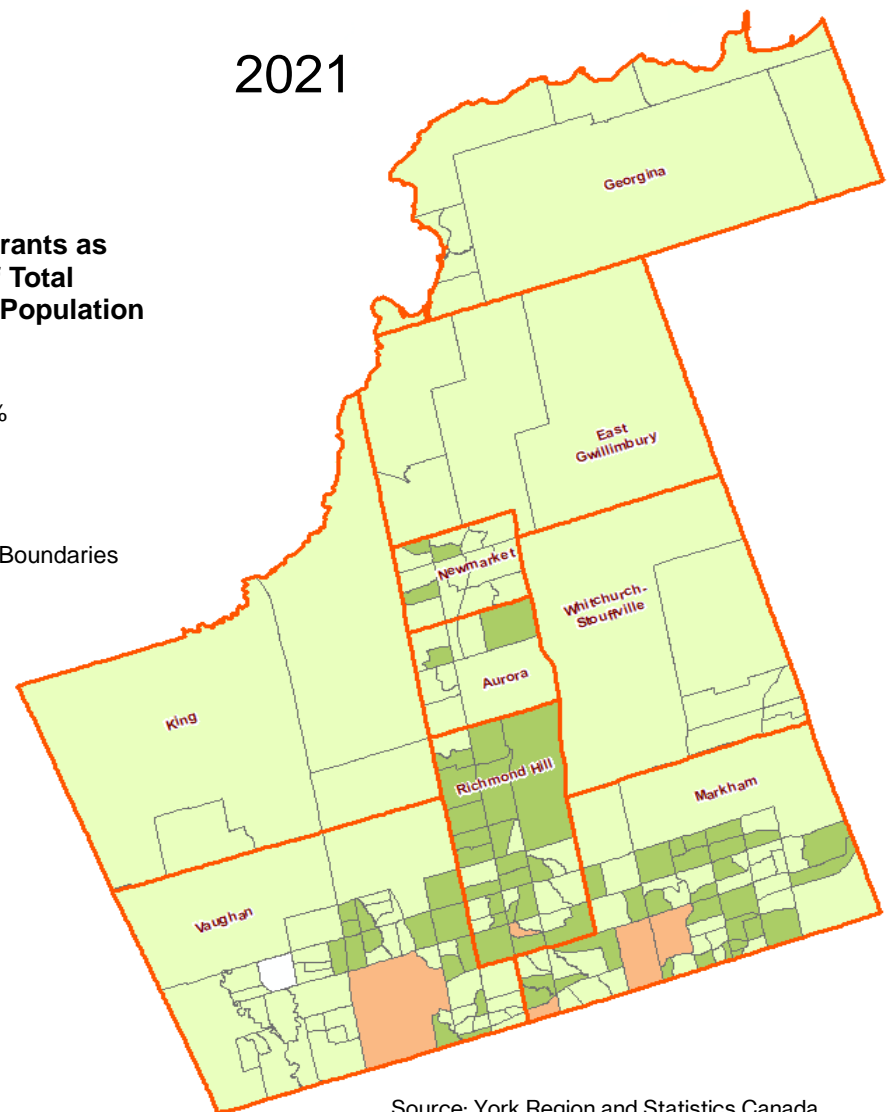 2021
rants as
Total
Population
%
Boundaries
Georgina
East
Gwillimbury
Newmarket
Whitchurch-
Stouffville
Aurora
King
Richmond Hill
Markham
Vaughan
Source: York Region and Statistics Canada